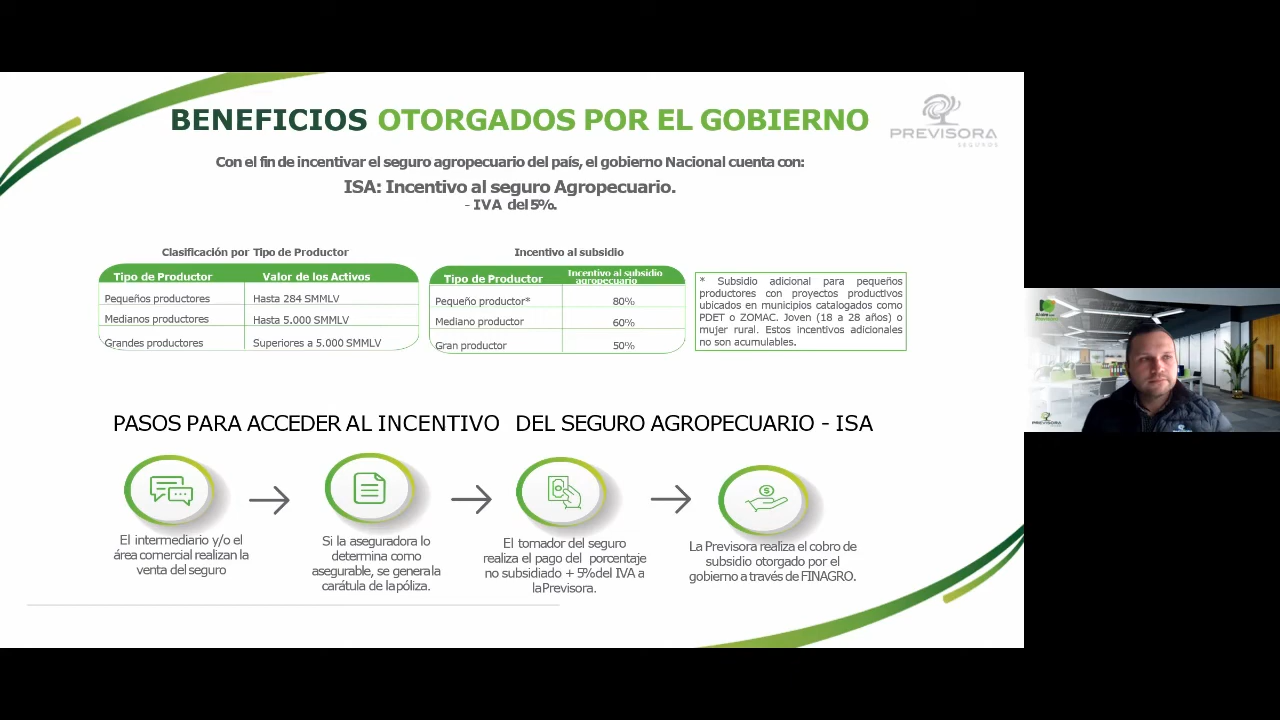 BENEFICIOS OTORGADOS POR EL GOBIERNO
PREVISORA
SEGUROS
Con el fin de incentivar el seguro agropecuario del país, el gobierno Nacional cuenta con:
ISA: Incentivo al seguro Agropecuario.
- IVA del 5%.
Clasificación por Tipo de Productor
Tipo de Productor Valor de los Activos
Pequeños productores Hasta 284 SMMLV
Medianos productores Hasta 5.000 SMMLV
Grandes productores Superiores a 5.000 SMMLV
Incentivo al subsidio
Tipo de Productor Incentivo al subsidio
agropecuario
Pequeño productor* 80%
Mediano productor 60%
Gran productor 50%
* Subsidio adicional para pequeños
productores con proyectos productivos
ubicados en municipios catalogados como
PDET o ZOMAC. Joven (18 a 28 años) o
mujer rural. Estos incentivos adicionales
no son acumulables.
PASOS PARA ACCEDER AL INCENTIVO DEL SEGURO AGROPECUARIO - ISA
El intermediario y/o el
área comercial realizan la
venta del seguro
Si la aseguradora lo
determina como
asegurable, se genera la
carátula de la póliza.
El tomador del seguro
realiza el pago del porcentaje
no subsidiado + 5% del IVA a
la Previsora.
La Previsora realiza el cobro de
subsidio otorgado por el
gobierno a través de FINAGRO.
PREVISORA